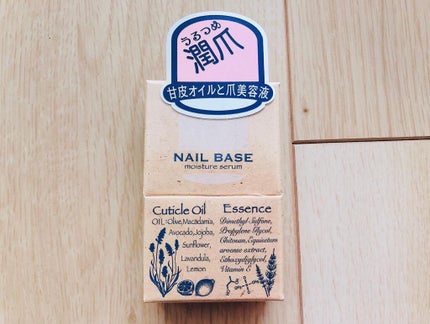 うるつめ
潤爪
甘皮オイルと爪美容液
NAIL BASE
moisture serum
Cuticle Oil
OIL-Olive,Macadamia,
Avocado,Jojoba,
Sunflower,
Lavandula,
Lemon
Essence
Dimethyl Sulfone,
Propylene Glycol,
Chitosan,Equisetum
arvense extract,
Ethoxydiglycol,
Vitamin E